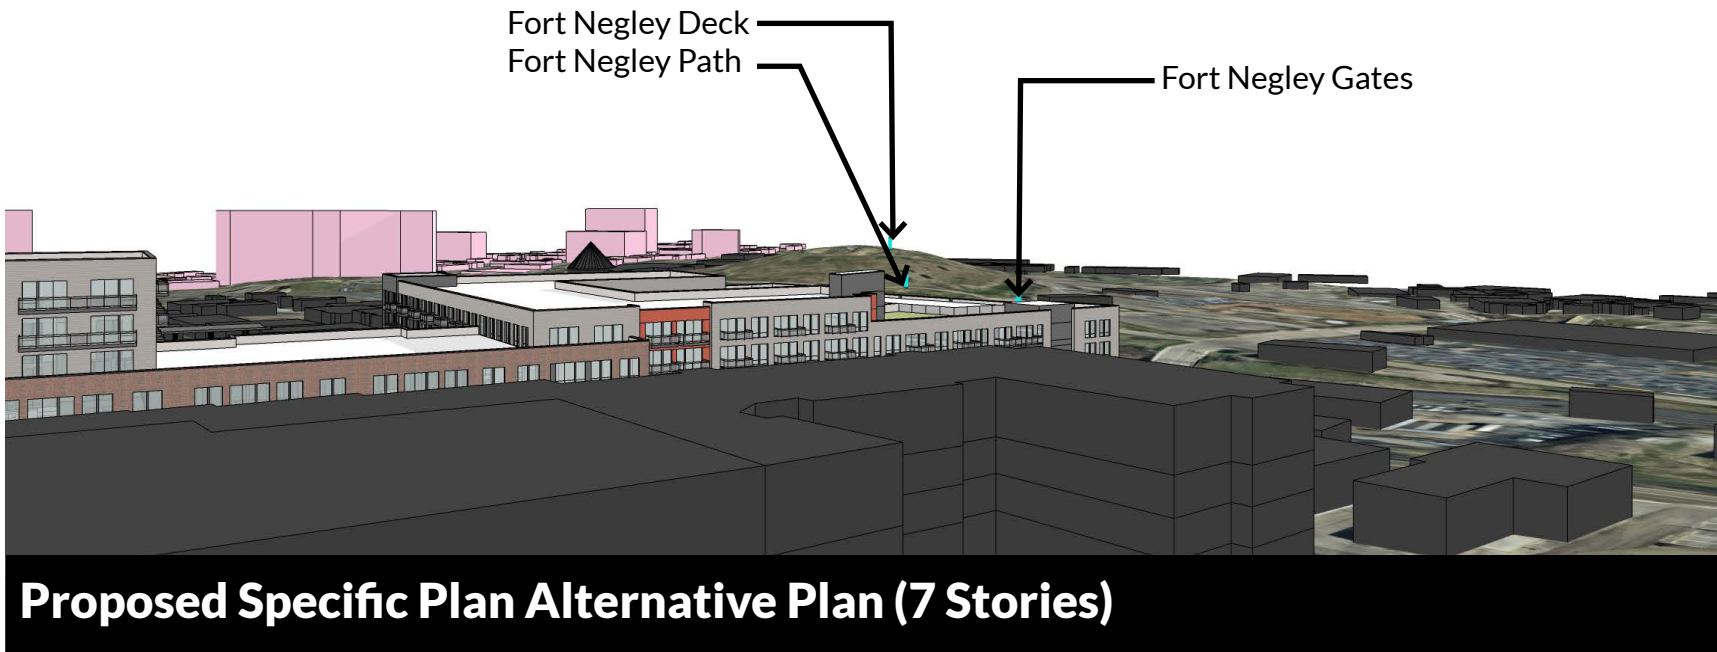 Fort Negley Deck
Fort Negley Path
Fort Negley Gates
Proposed Specific Plan Alternative Plan (7 Stories)